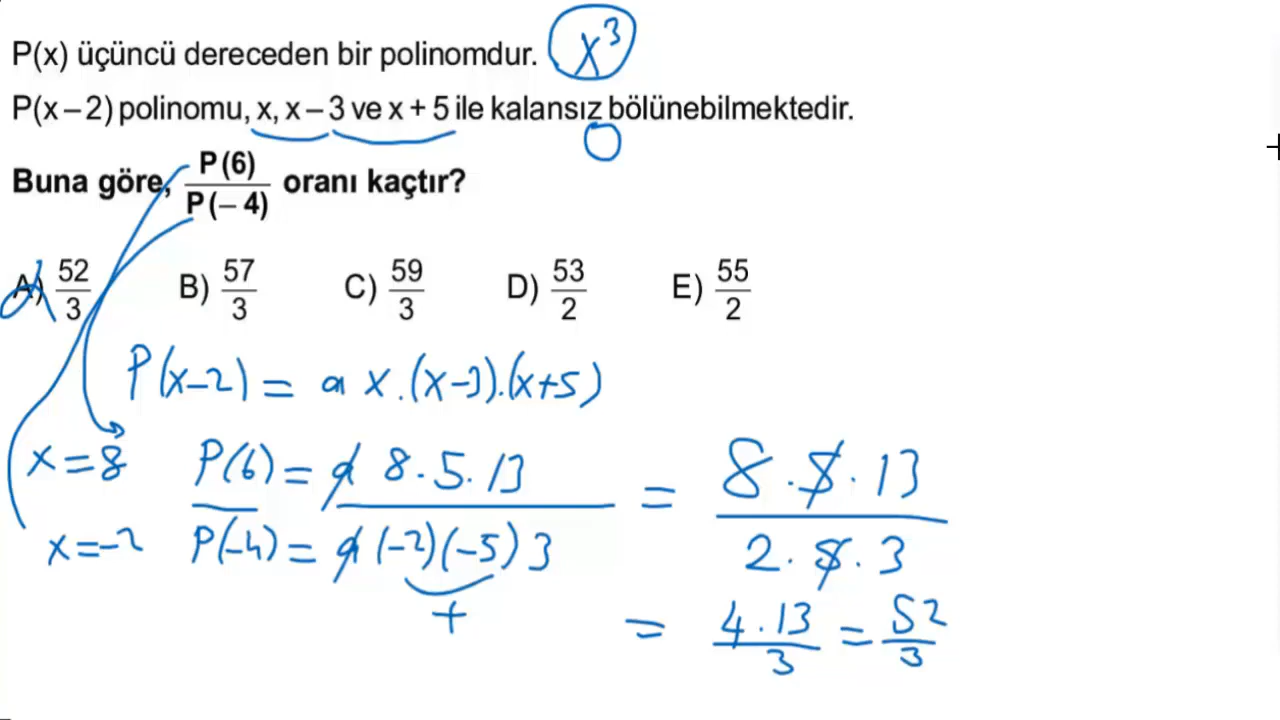 P(x) üçüncü dereceden bir polinomdur. x³
P(x – 2) polinomu, x, x – 3 ve x + 5 ile kalansız bölünebilmektedir.
0
Buna göre, P(6)/P(– 4) oranı kaçtır?
A) 52/3 B) 57/3 C) 59/3 D) 53/2 E) 55/2
P(x-2) = a x.(x-3).(x+5)
x=8 P(6) = a 8.5.13 = 8.5.13
x=-2 P(-4) = a (-2)(-5) 3 2.5.3
+ = 4.13/3 = 52/3